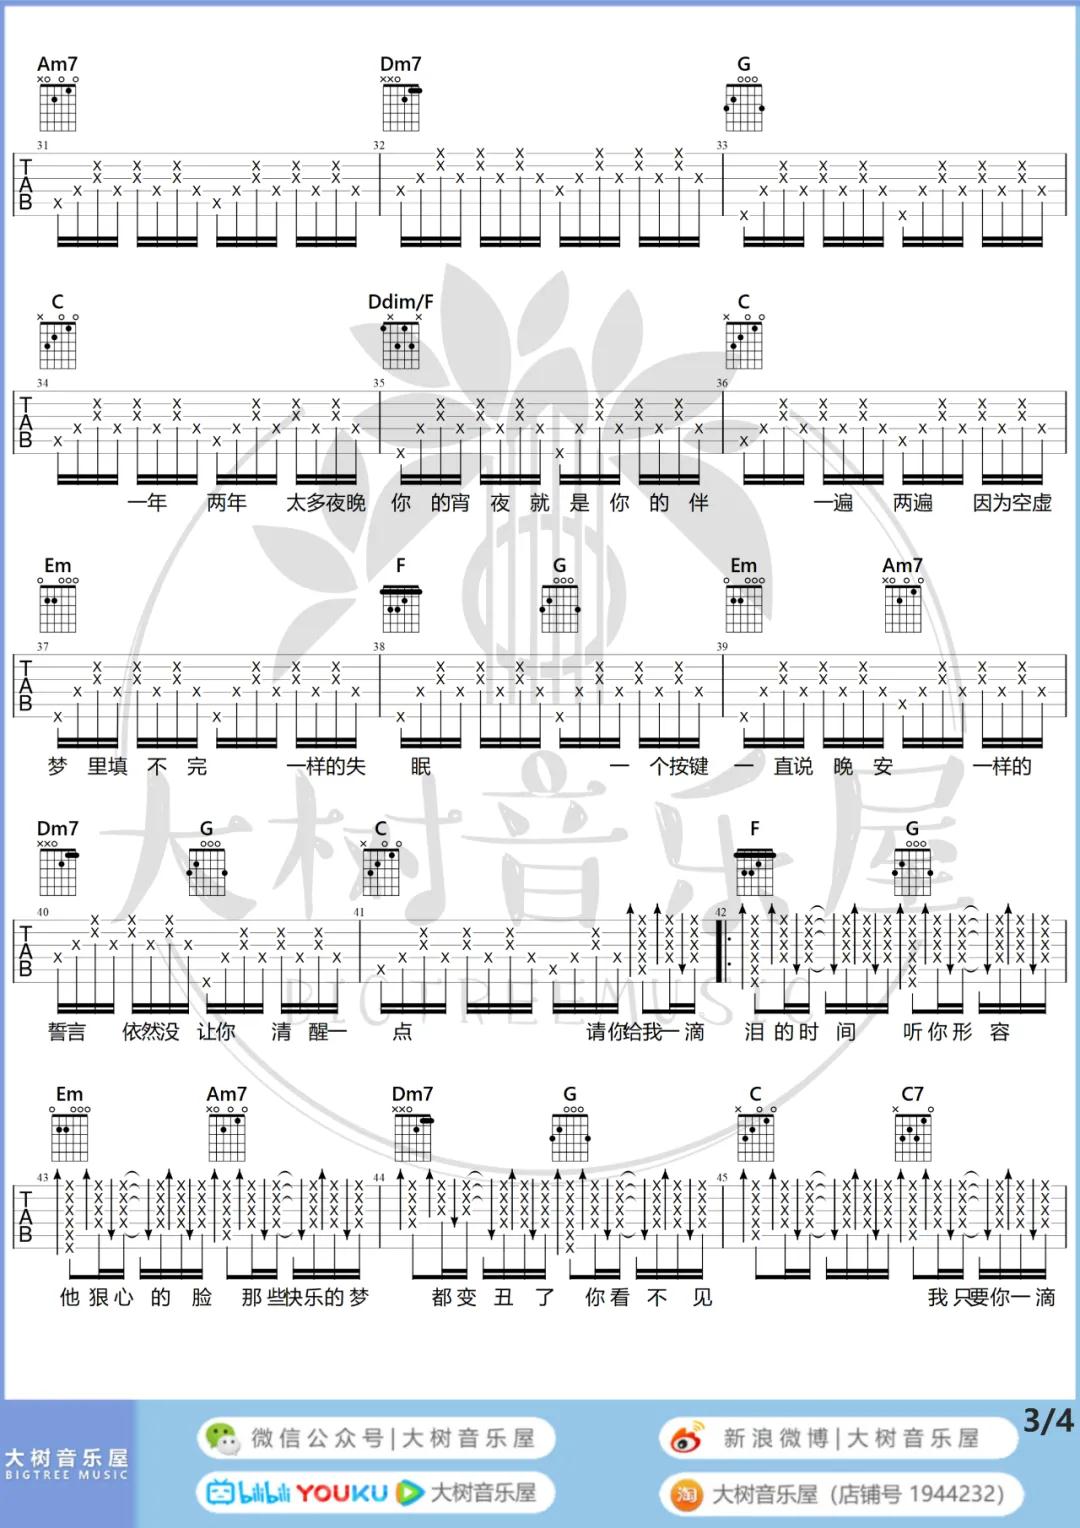 Am7 Dm7 G
31 32 33
TAB
C Ddim/F C
34 35 36
TAB
一年 两年 太多夜晚 你 的宵 夜 就 是 你 的 伴 一遍 两遍 因为空虚
Em F G Em Am7
37 38 39
TAB
梦 里填 不 完 一样的失 眠 一 个按键 一 直说 晚 安 一样的
Dm7 G C F G
40 41 42
TAB
誓言 依然没 让你 清 醒一 点 请你给我一滴 泪 的时 间 听你形 容
Em Am7 Dm7 G C C7
43 44 45
TAB
他 狠心 的 脸 那些快乐的梦 都变 丑 了 你看 不 见 我只要你一滴
大树音乐屋
BIGTREEMUSIC
3/4
大树音乐屋
BIGTREE MUSIC
微信公众号|大树音乐屋
新浪微博|大树音乐屋
bilibili YOUKU 大树音乐屋
淘 大树音乐屋（店铺号 1944232）